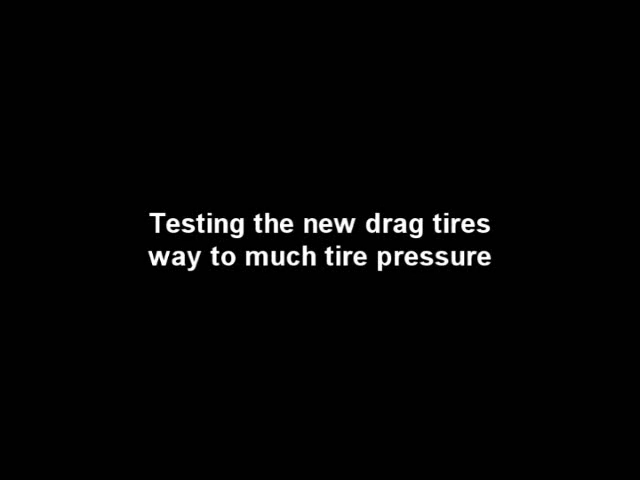 Testing the new drag tires
way to much tire pressure